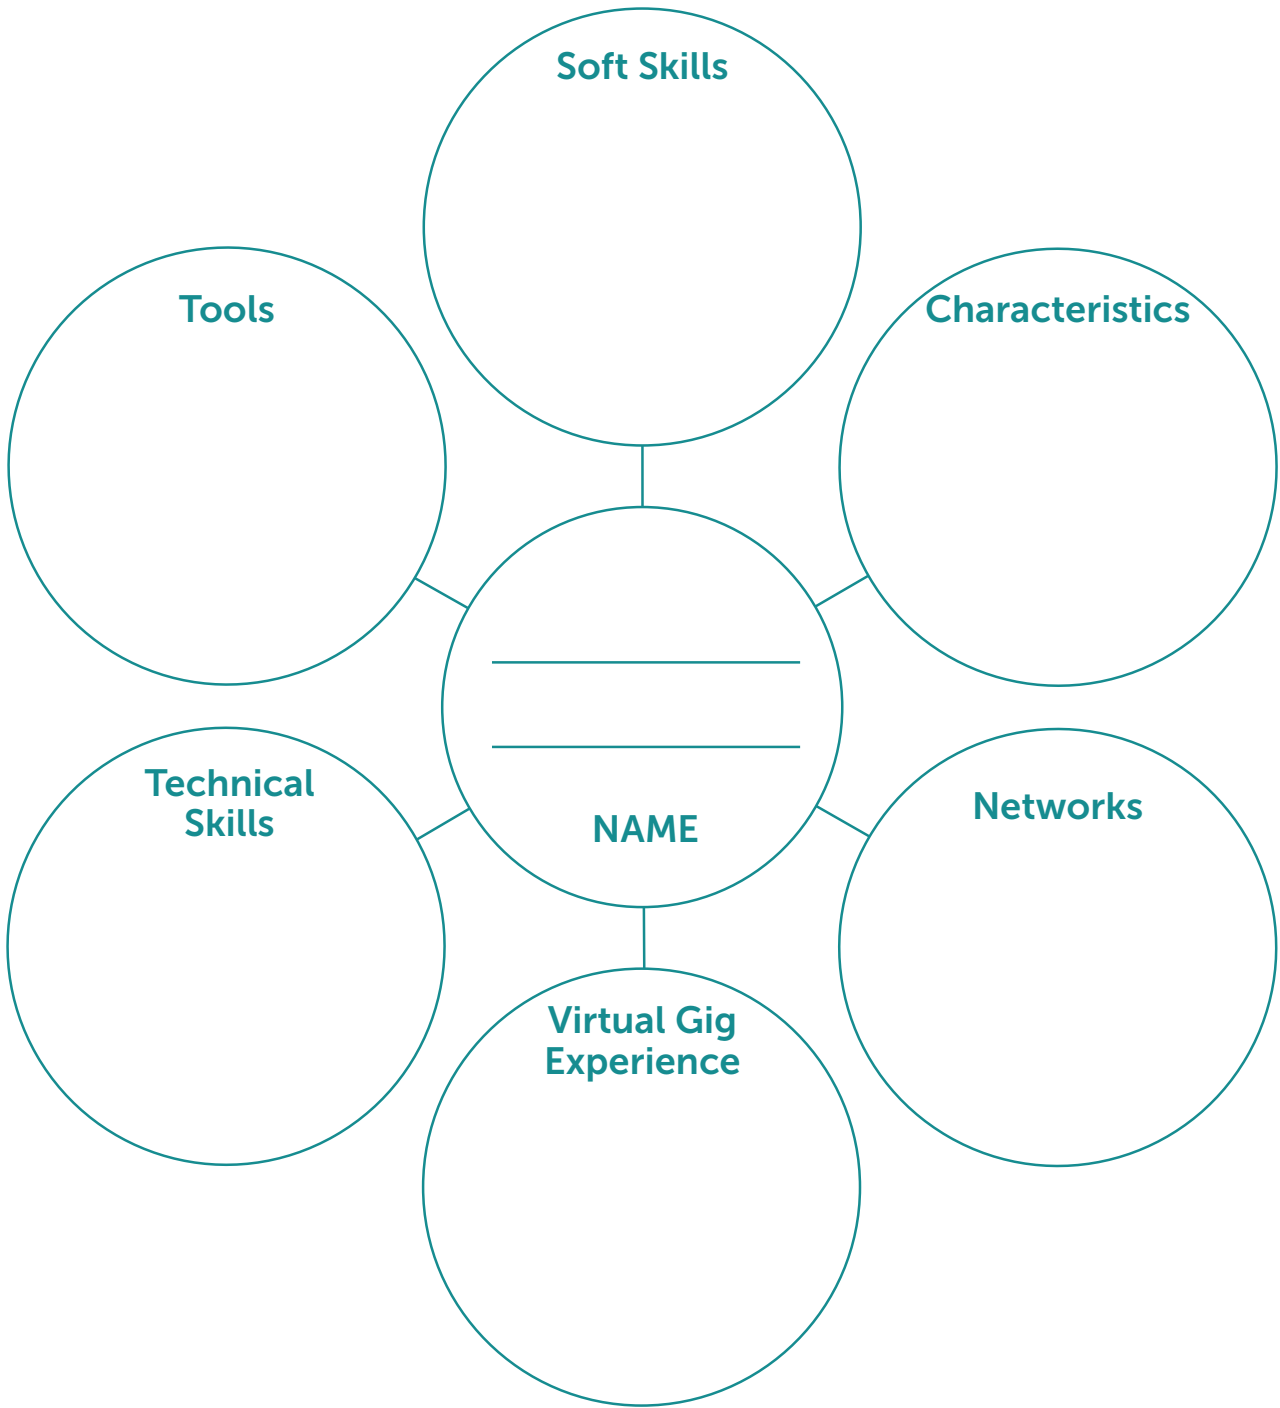 Soft Skills
Tools
Characteristics
NAME
Technical
Skills
Networks
Virtual Gig
Experience